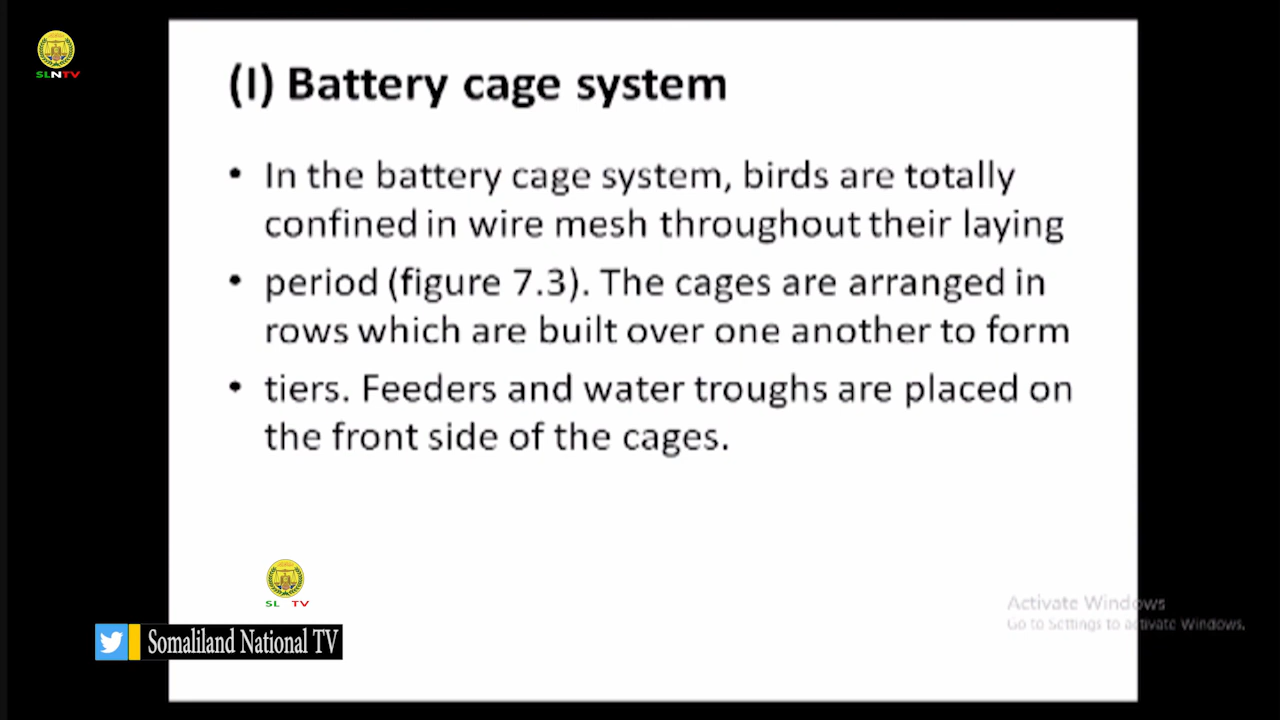 SLNTV
(I) Battery cage system
• In the battery cage system, birds are totally
confined in wire mesh throughout their laying
• period (figure 7.3). The cages are arranged in
rows which are built over one another to form
• tiers. Feeders and water troughs are placed on
the front side of the cages.
SL TV
Activate Windows
Go to Settings to activate Windows.
Somaliland National TV